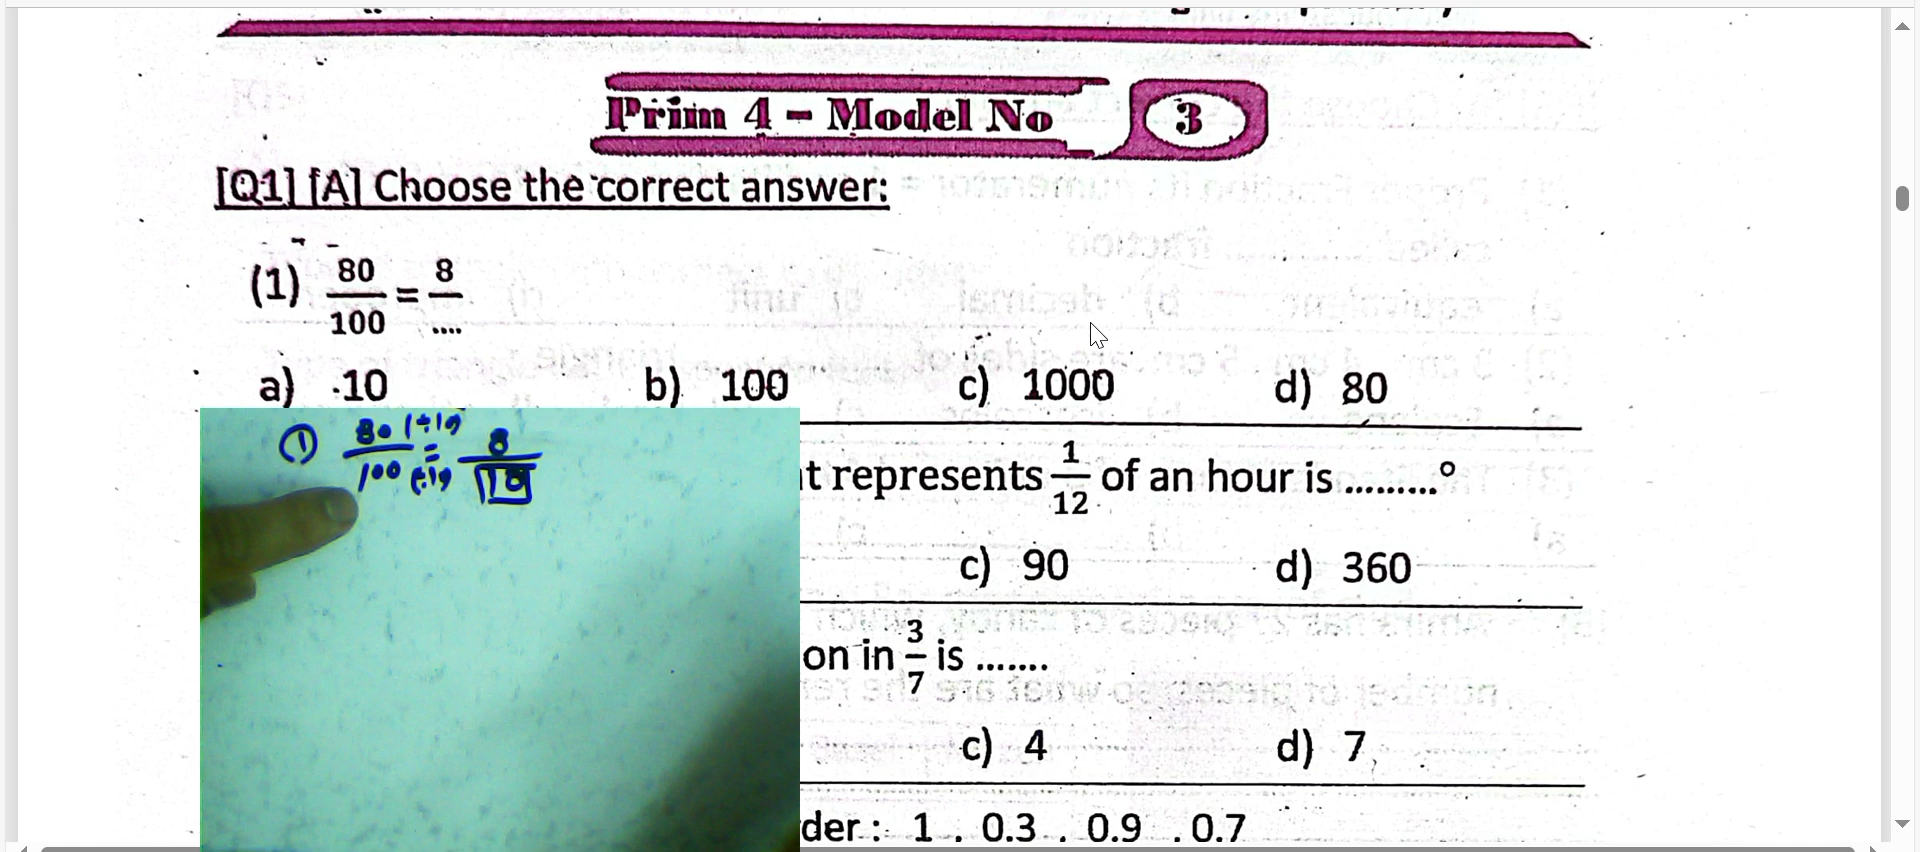 Prim 4 - Model No 3
[Q1] [A] Choose the correct answer:
(1) 80/100 = 8/....
a) 10 b) 100 c) 1000 d) 80
① 80 (÷10) / 100 (÷10) = 8/10
t represents 1/12 of an hour is .........°
c) 90 d) 360
on in 3/7 is .......
c) 4 d) 7
der : 1 , 0.3 , 0.9 , 0.7